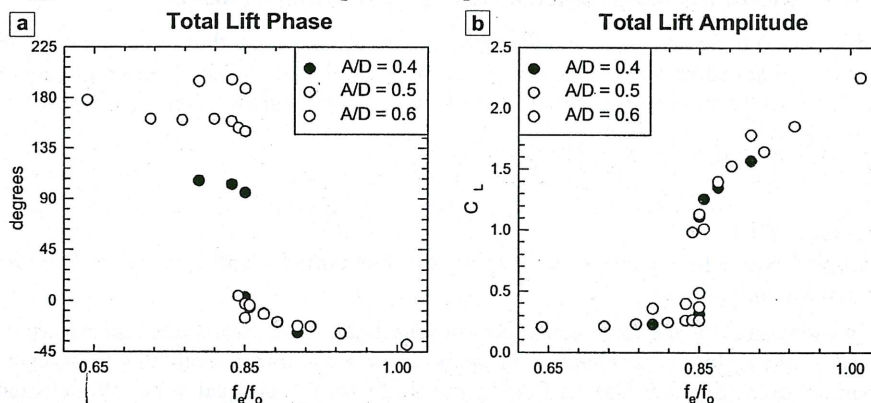 a
Total Lift Phase
225
180
135
90
45
0
-45
degrees
A/D = 0.4
A/D = 0.5
A/D = 0.6
0.65
0.85
1.00
fₑ/fₒ
b
Total Lift Amplitude
2.5
2.0
1.5
1.0
0.5
0.0
C_L
A/D = 0.4
A/D = 0.5
A/D = 0.6
0.65
0.85
1.00
fₑ/fₒ